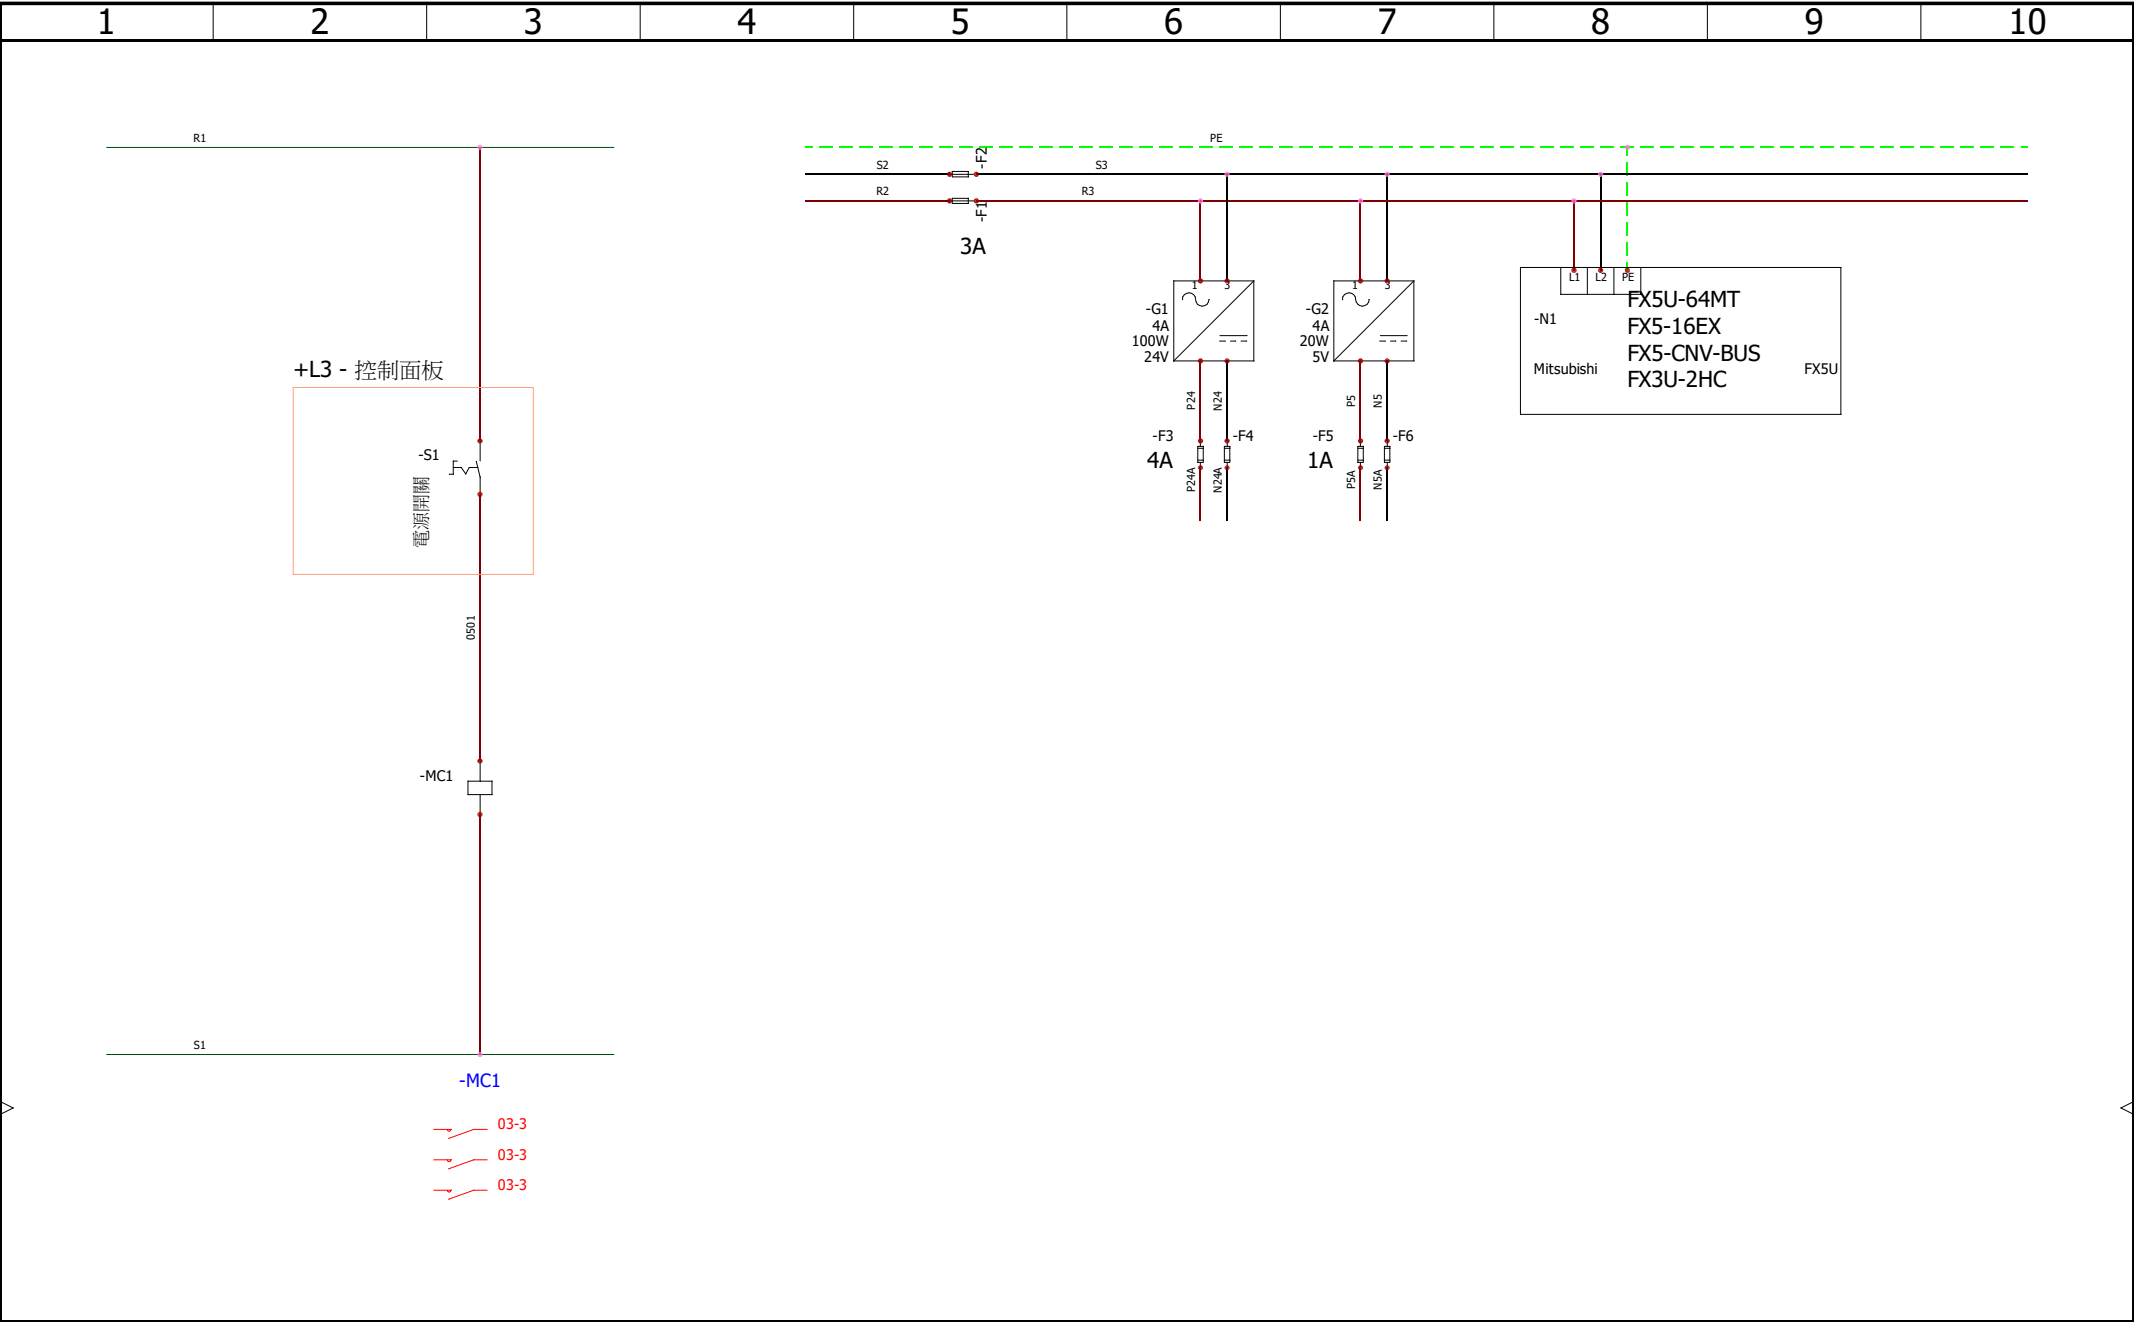 1 2 3 4 5 6 7 8 9 10
R1
PE
S2
-F2
S3
R2
-F1
R3
3A
1 3
-G1
4A
100W
24V
1 3
-G2
4A
20W
5V
L1 L2 PE
-N1
Mitsubishi
FX5U-64MT
FX5-16EX
FX5-CNV-BUS
FX3U-2HC
FX5U
+L3 - 控制面板
-S1
電源開關
P24
N24
P5
N5
-F3
4A
-F4
-F5
1A
-F6
P24A
N24A
P5A
N5A
0501
-MC1
S1
-MC1
03-3
03-3
03-3